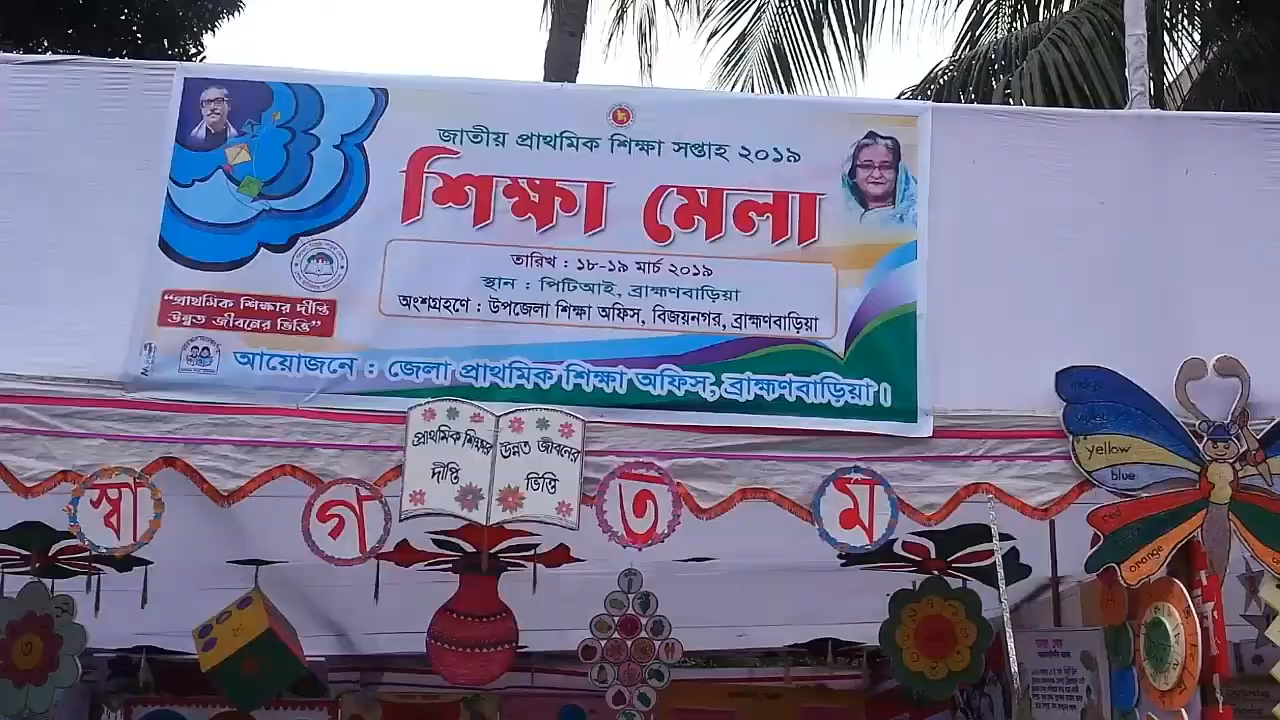 জাতীয় প্রাথমিক শিক্ষা সপ্তাহ ২০১৯
শিক্ষা মেলা
তারিখ : ১৮-১৯ মার্চ ২০১৯
স্থান : পিটিআই, ব্রাহ্মণবাড়িয়া
অংশগ্রহণে : উপজেলা শিক্ষা অফিস, বিজয়নগর, ব্রাহ্মণবাড়িয়া
“প্রাথমিক শিক্ষার দীপ্তি
উন্নত জীবনের ভিত্তি”
আয়োজনে : জেলা প্রাথমিক শিক্ষা অফিস, ব্রাহ্মণবাড়িয়া।
প্রাথমিক শিক্ষার
দীপ্তি
উন্নত জীবনের
ভিত্তি
স্বা গ ত ম
yellow
blue
red
orange